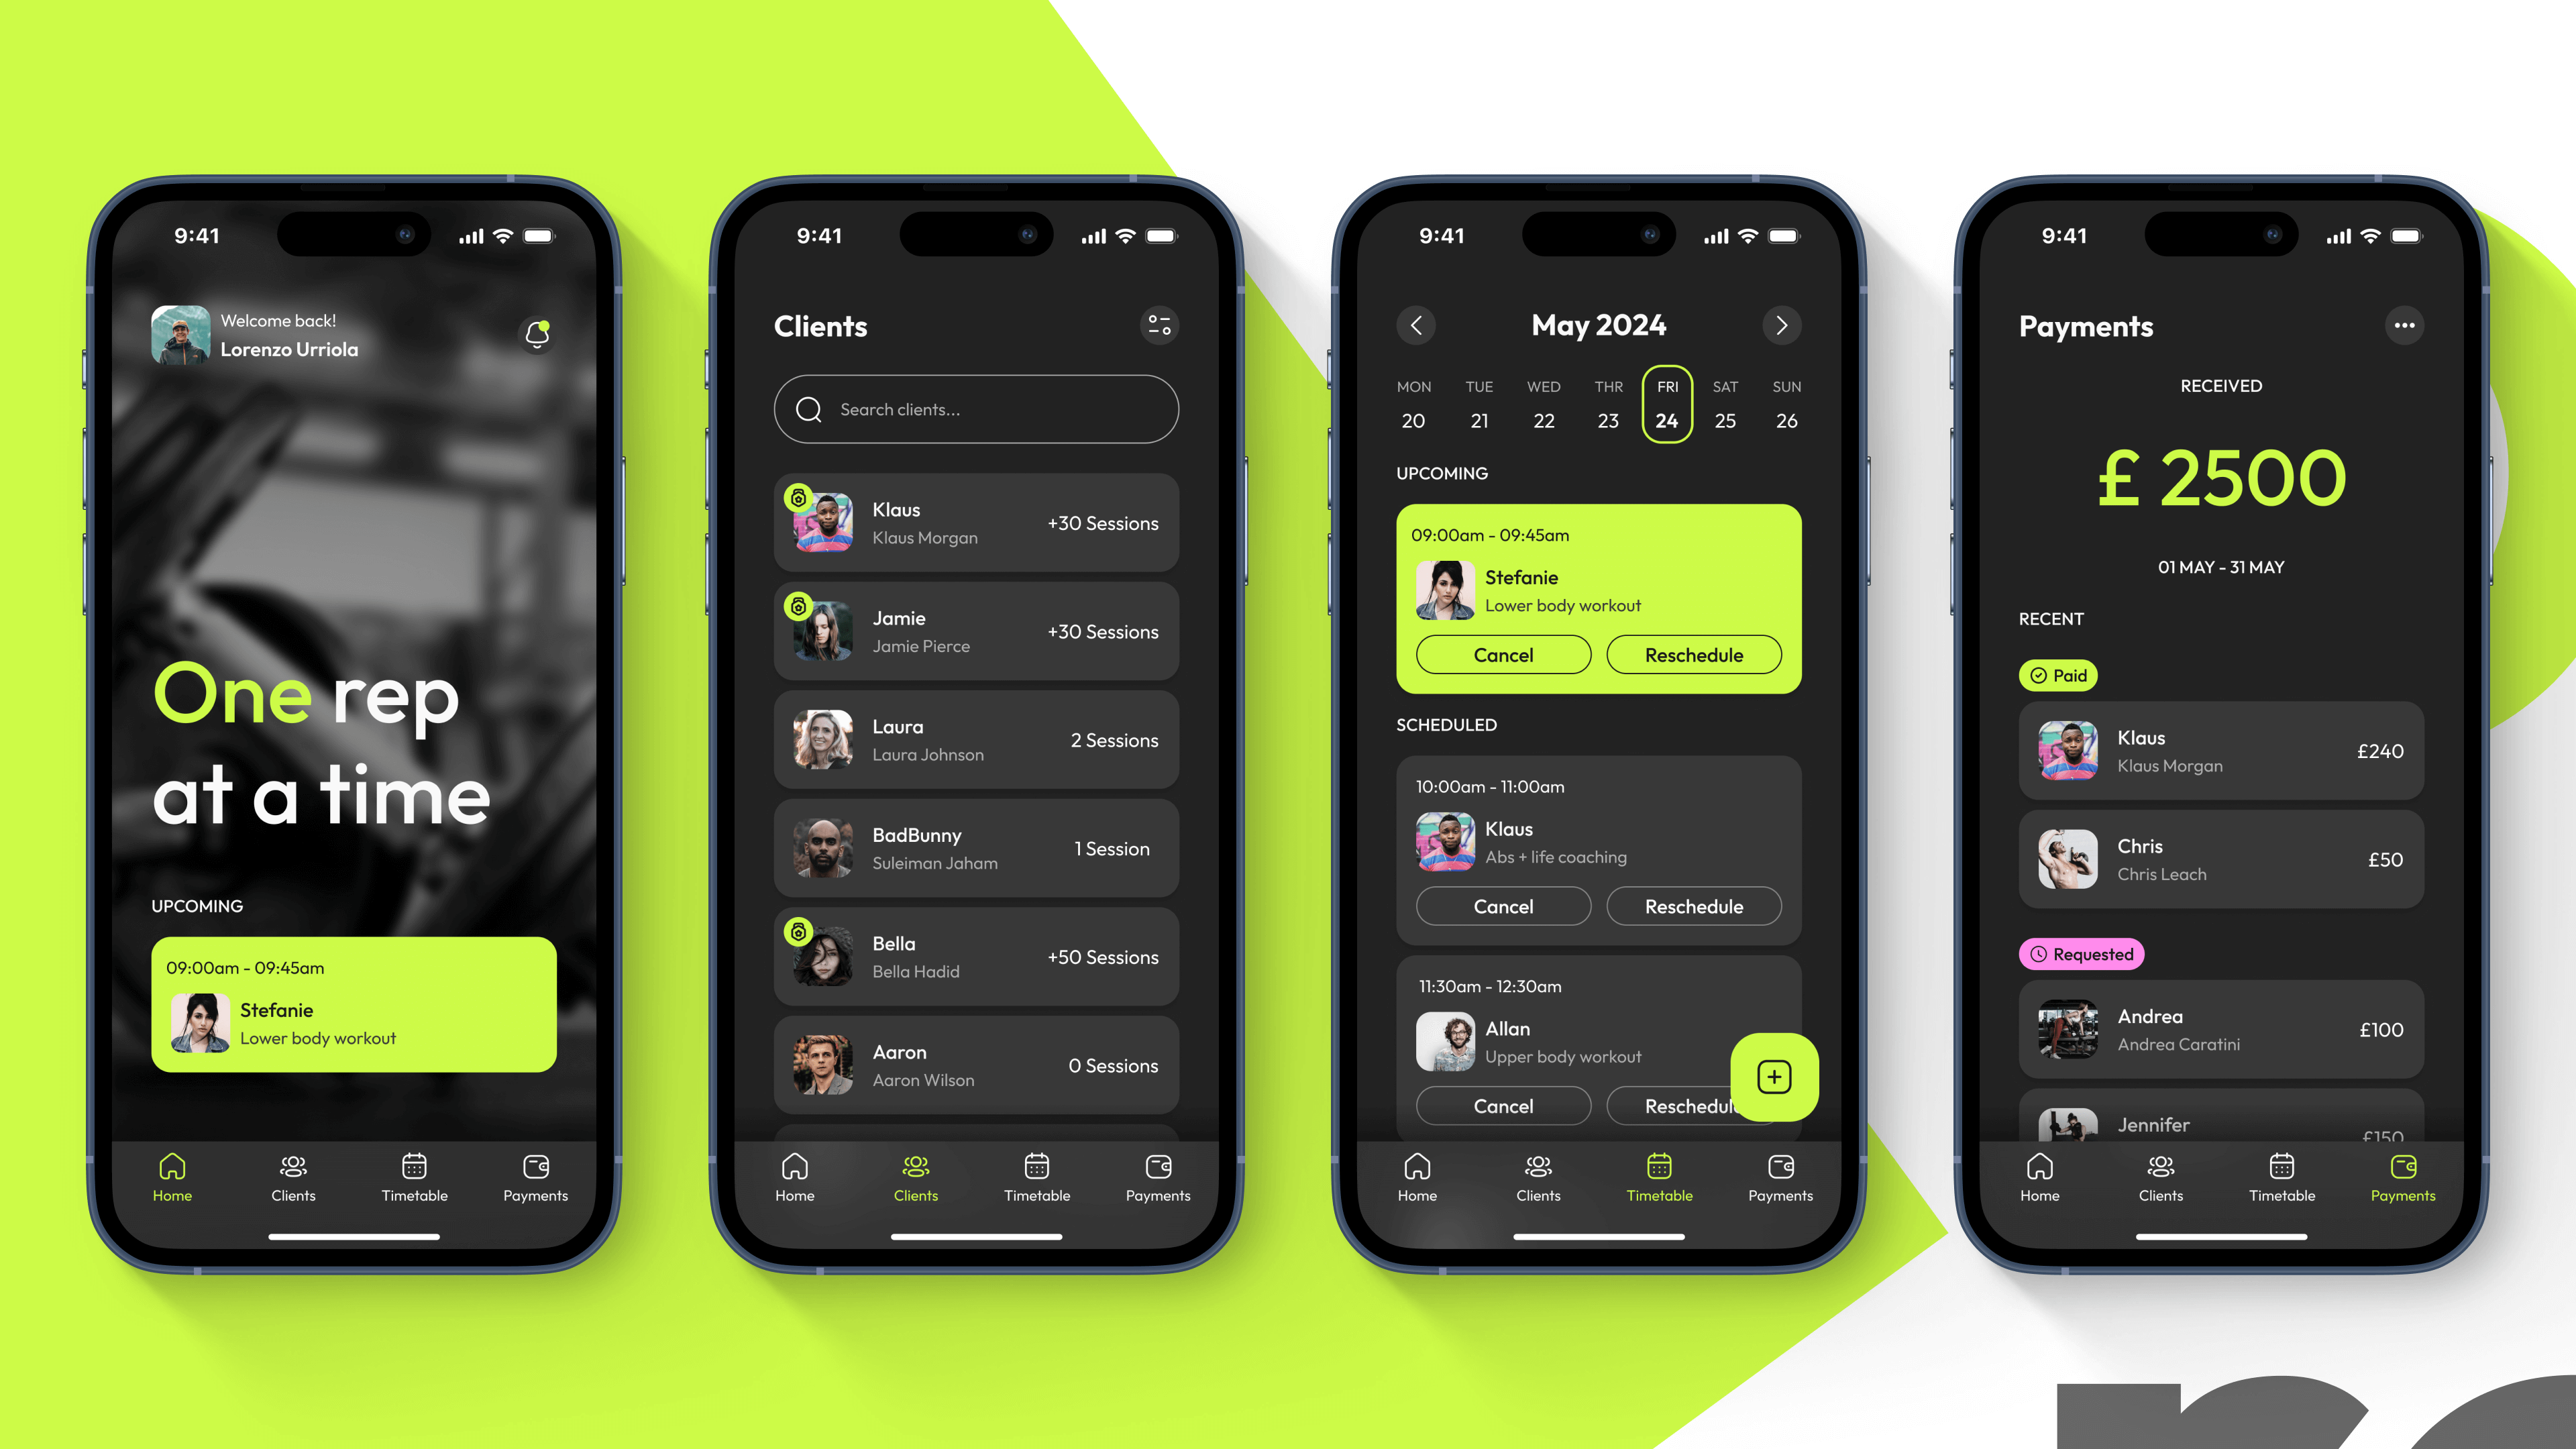 9:41
Welcome back!
Lorenzo Urriola
One rep
at a time
UPCOMING
09:00am - 09:45am
Stefanie
Lower body workout
Home Clients Timetable Payments
9:41
Clients
Search clients...
Klaus
Klaus Morgan
+30 Sessions
Jamie
Jamie Pierce
+30 Sessions
Laura
Laura Johnson
2 Sessions
BadBunny
Suleiman Jaham
1 Session
Bella
Bella Hadid
+50 Sessions
Aaron
Aaron Wilson
0 Sessions
Home Clients Timetable Payments
9:41
May 2024
MON TUE WED THR FRI SAT SUN
20 21 22 23 24 25 26
UPCOMING
09:00am - 09:45am
Stefanie
Lower body workout
Cancel Reschedule
SCHEDULED
10:00am - 11:00am
Klaus
Abs + life coaching
Cancel Reschedule
11:30am - 12:30am
Allan
Upper body workout
Cancel Reschedul
Home Clients Timetable Payments
9:41
Payments
RECEIVED
£ 2500
01 MAY - 31 MAY
RECENT
Paid
Klaus
Klaus Morgan
£240
Chris
Chris Leach
£50
Requested
Andrea
Andrea Caratini
£100
Jennifer
£150
Home Clients Timetable Payments